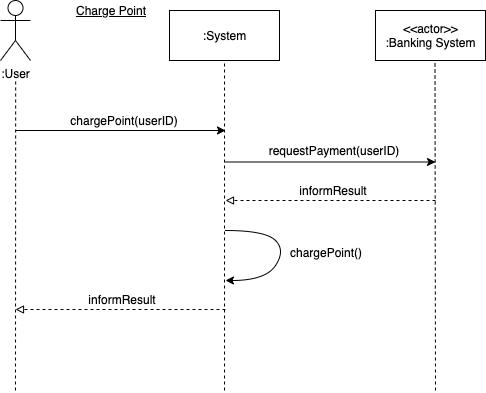 Charge Point
:System
<<actor>>
:Banking System
:User
chargePoint(userID)
requestPayment(userID)
informResult
chargePoint()
informResult